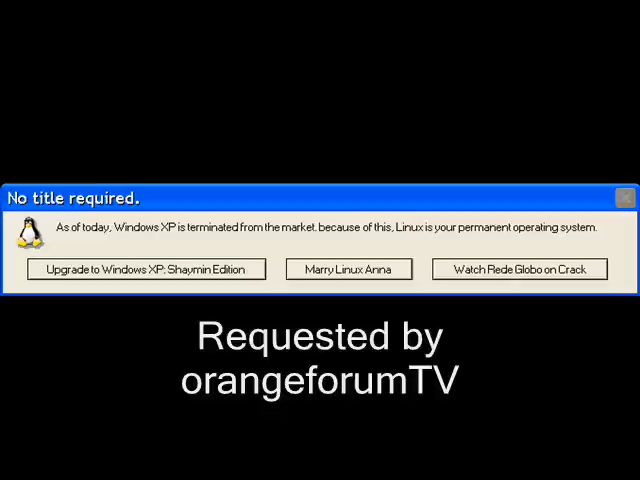 No title required.
As of today, Windows XP is terminated from the market. because of this, Linux is your permanent operating system.
Upgrade to Windows XP: Shaymin Edition
Marry Linux Anna
Watch Rede Globo on Crack
Requested by
orangeforumTV